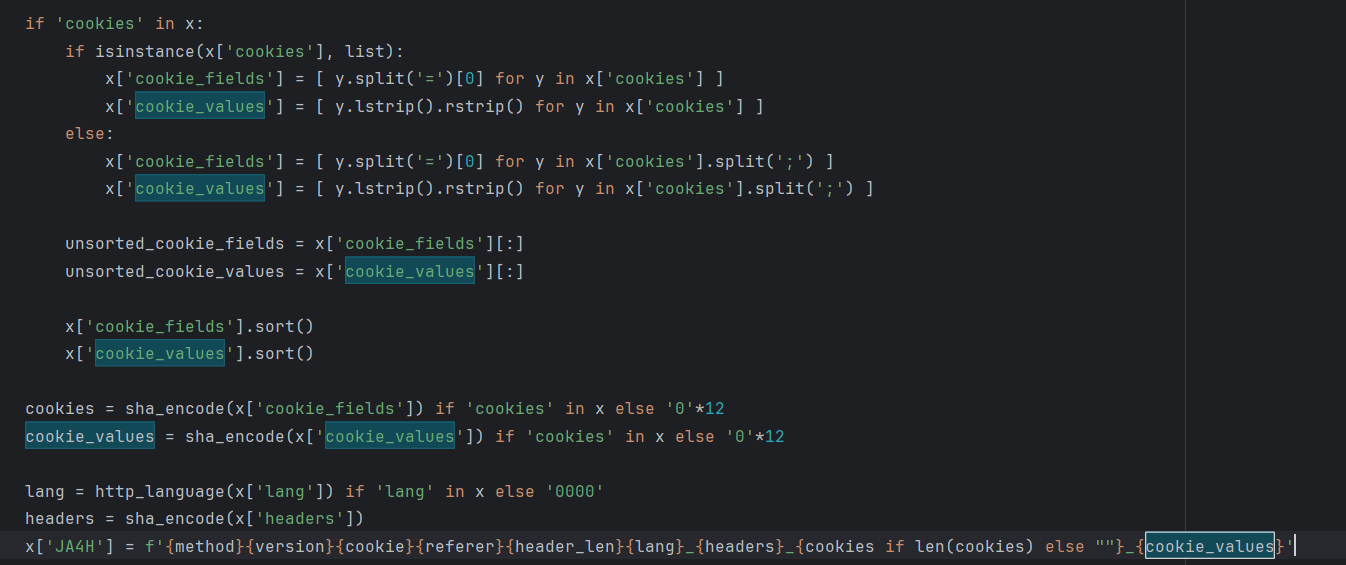 if 'cookies' in x:
    if isinstance(x['cookies'], list):
        x['cookie_fields'] = [ y.split('=')[0] for y in x['cookies'] ]
        x['cookie_values'] = [ y.lstrip().rstrip() for y in x['cookies'] ]
    else:
        x['cookie_fields'] = [ y.split('=')[0] for y in x['cookies'].split(';') ]
        x['cookie_values'] = [ y.lstrip().rstrip() for y in x['cookies'].split(';') ]

    unsorted_cookie_fields = x['cookie_fields'][:]
    unsorted_cookie_values = x['cookie_values'][:]

    x['cookie_fields'].sort()
    x['cookie_values'].sort()

cookies = sha_encode(x['cookie_fields']) if 'cookies' in x else '0'*12
cookie_values = sha_encode(x['cookie_values']) if 'cookies' in x else '0'*12

lang = http_language(x['lang']) if 'lang' in x else '0000'
headers = sha_encode(x['headers'])
x['JA4H'] = f'{method}{version}{cookie}{referer}{header_len}{lang}_{headers}_{cookies if len(cookies) else ""}_{cookie_values}'